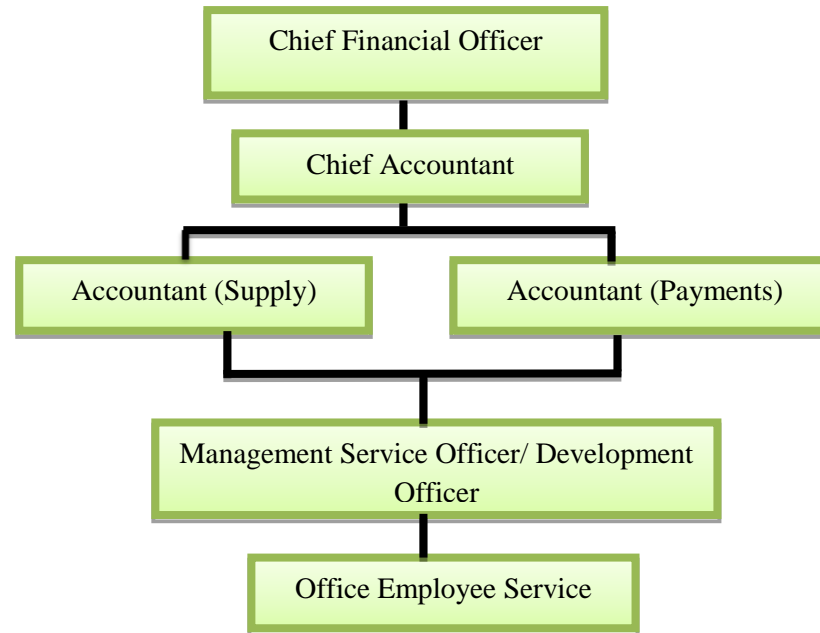 Chief Financial Officer
Chief Accountant
Accountant (Supply)
Accountant (Payments)
Management Service Officer/ Development
Officer
Office Employee Service